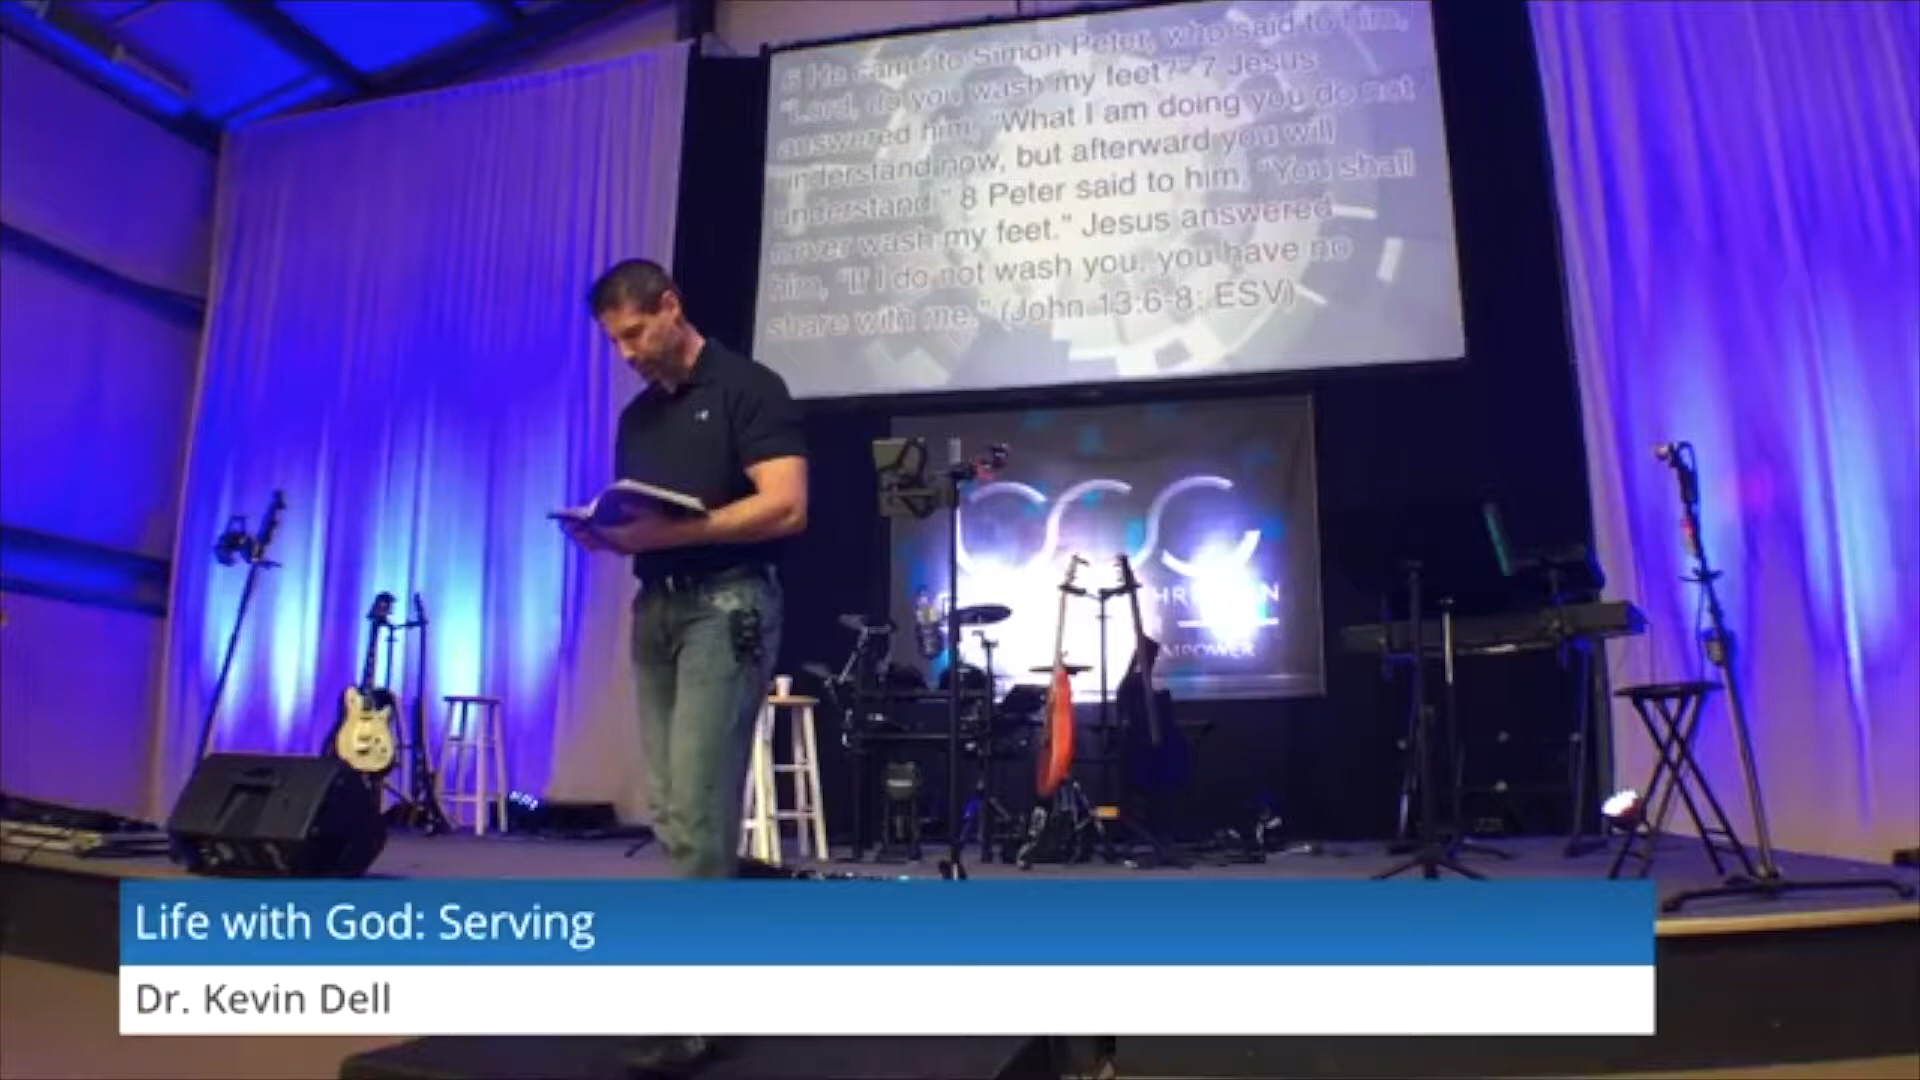 6 He came to Simon Peter, who said to him,
"Lord, do you wash my feet?" 7 Jesus
answered him, "What I am doing you do not
understand now, but afterward you will
understand." 8 Peter said to him, "You shall
never wash my feet." Jesus answered
him, "If I do not wash you, you have no
share with me." (John 13:6-8; ESV)
CCC
HRISTIAN
MPOWER
Life with God: Serving
Dr. Kevin Dell